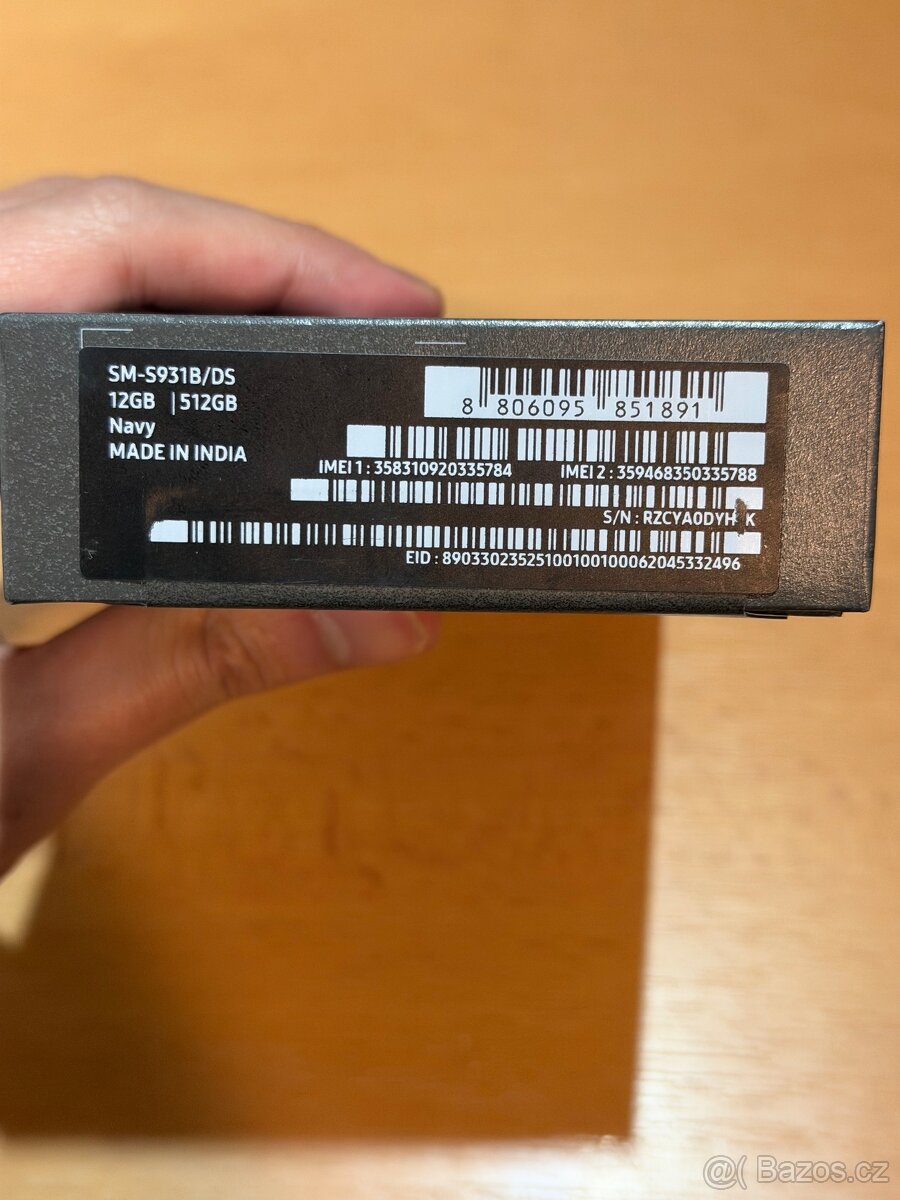 SM-S931B/DS
12GB | 512GB
Navy
MADE IN INDIA
8 806095 851891
IMEI 1 : 358310920335784 IMEI 2 : 359468350335788
S/N :
EID : 89033023525100100100062045332496
@( Bazos.cz